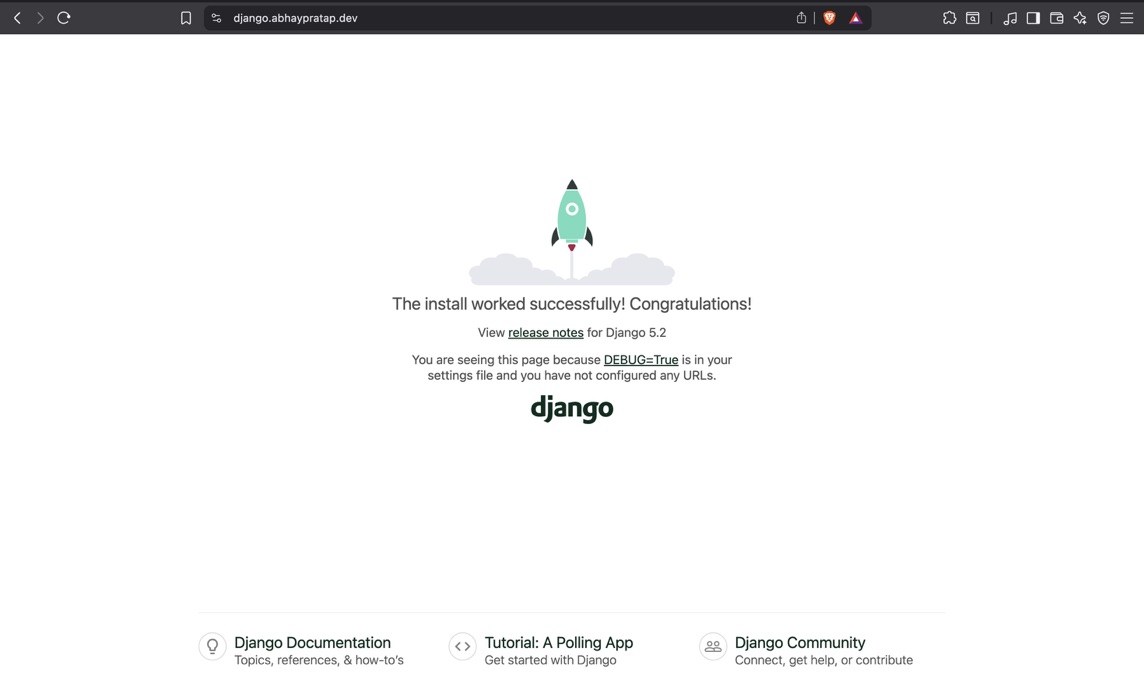 django.abhaypratap.dev
The install worked successfully! Congratulations!
View release notes for Django 5.2
You are seeing this page because DEBUG=True is in your
settings file and you have not configured any URLs.
django
Django Documentation
Topics, references, & how-to’s
Tutorial: A Polling App
Get started with Django
Django Community
Connect, get help, or contribute